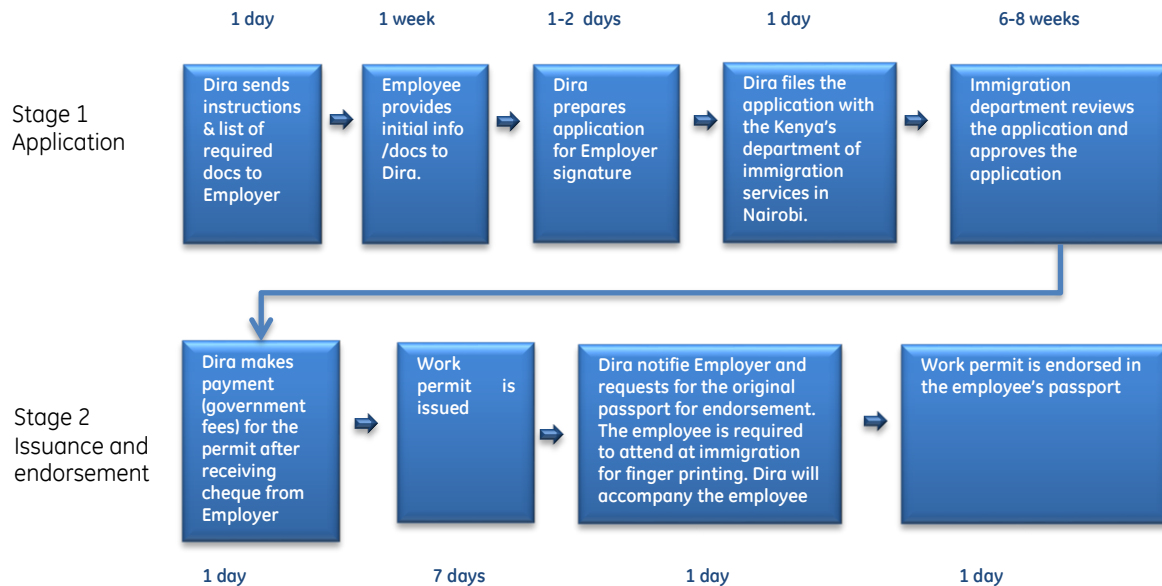 1 day
1 week
1-2 days
1 day
6-8 weeks
Stage 1
Application
Dira sends
instructions
& list of
required
docs to
Employer
Employee
provides
initial info
/docs to
Dira.
Dira
prepares
application
for Employer
signature
Dira files the
application with
the Kenya's
department of
immigration
services in
Nairobi.
Immigration
department reviews
the application and
approves the
application
Stage 2
Issuance and
endorsement
Dira makes
payment
(government
fees) for the
permit after
receiving
cheque from
Employer
Work
permit is
issued
Dira notifie Employer and
requests for the original
passport for endorsement.
The employee is required
to attend at immigration
for finger printing. Dira will
accompany the employee
Work permit is endorsed in
the employee's passport
1 day
7 days
1 day
1 day